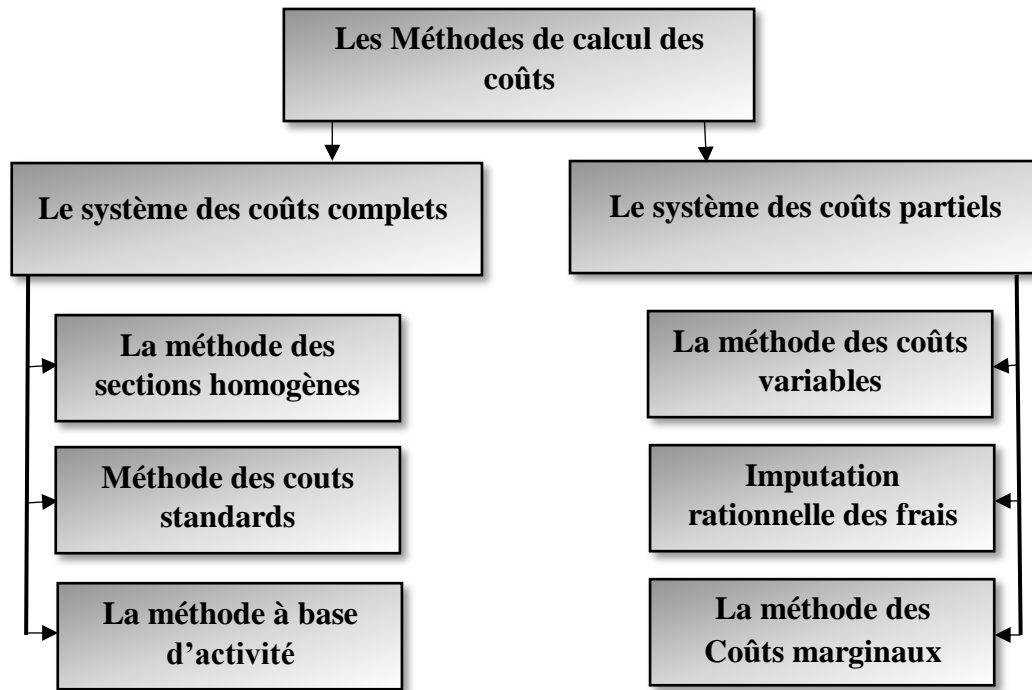 Les Méthodes de calcul des
coûts
Le système des coûts complets
Le système des coûts partiels
La méthode des
sections homogènes
Méthode des couts
standards
La méthode à base
d’activité
La méthode des coûts
variables
Imputation
rationnelle des frais
La méthode des
Coûts marginaux